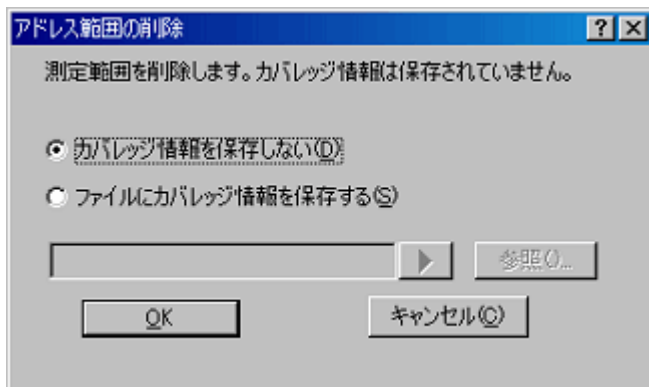 アドレス範囲の削除
測定範囲を削除します。カバレッジ情報は保存されていません。
カバレッジ情報を保存しない(D)
ファイルにカバレッジ情報を保存する(S)
参照()...
OK
キャンセル(C)